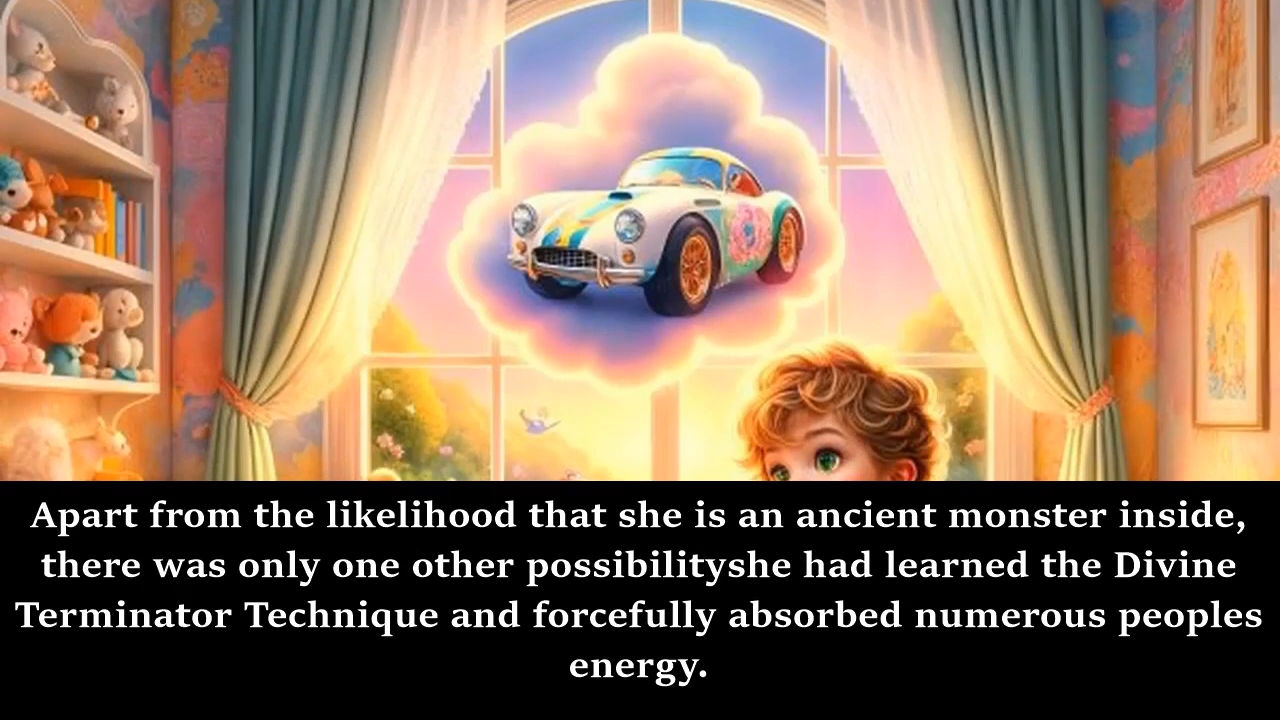 Apart from the likelihood that she is an ancient monster inside,
there was only one other possibilityshe had learned the Divine
Terminator Technique and forcefully absorbed numerous peoples
energy.